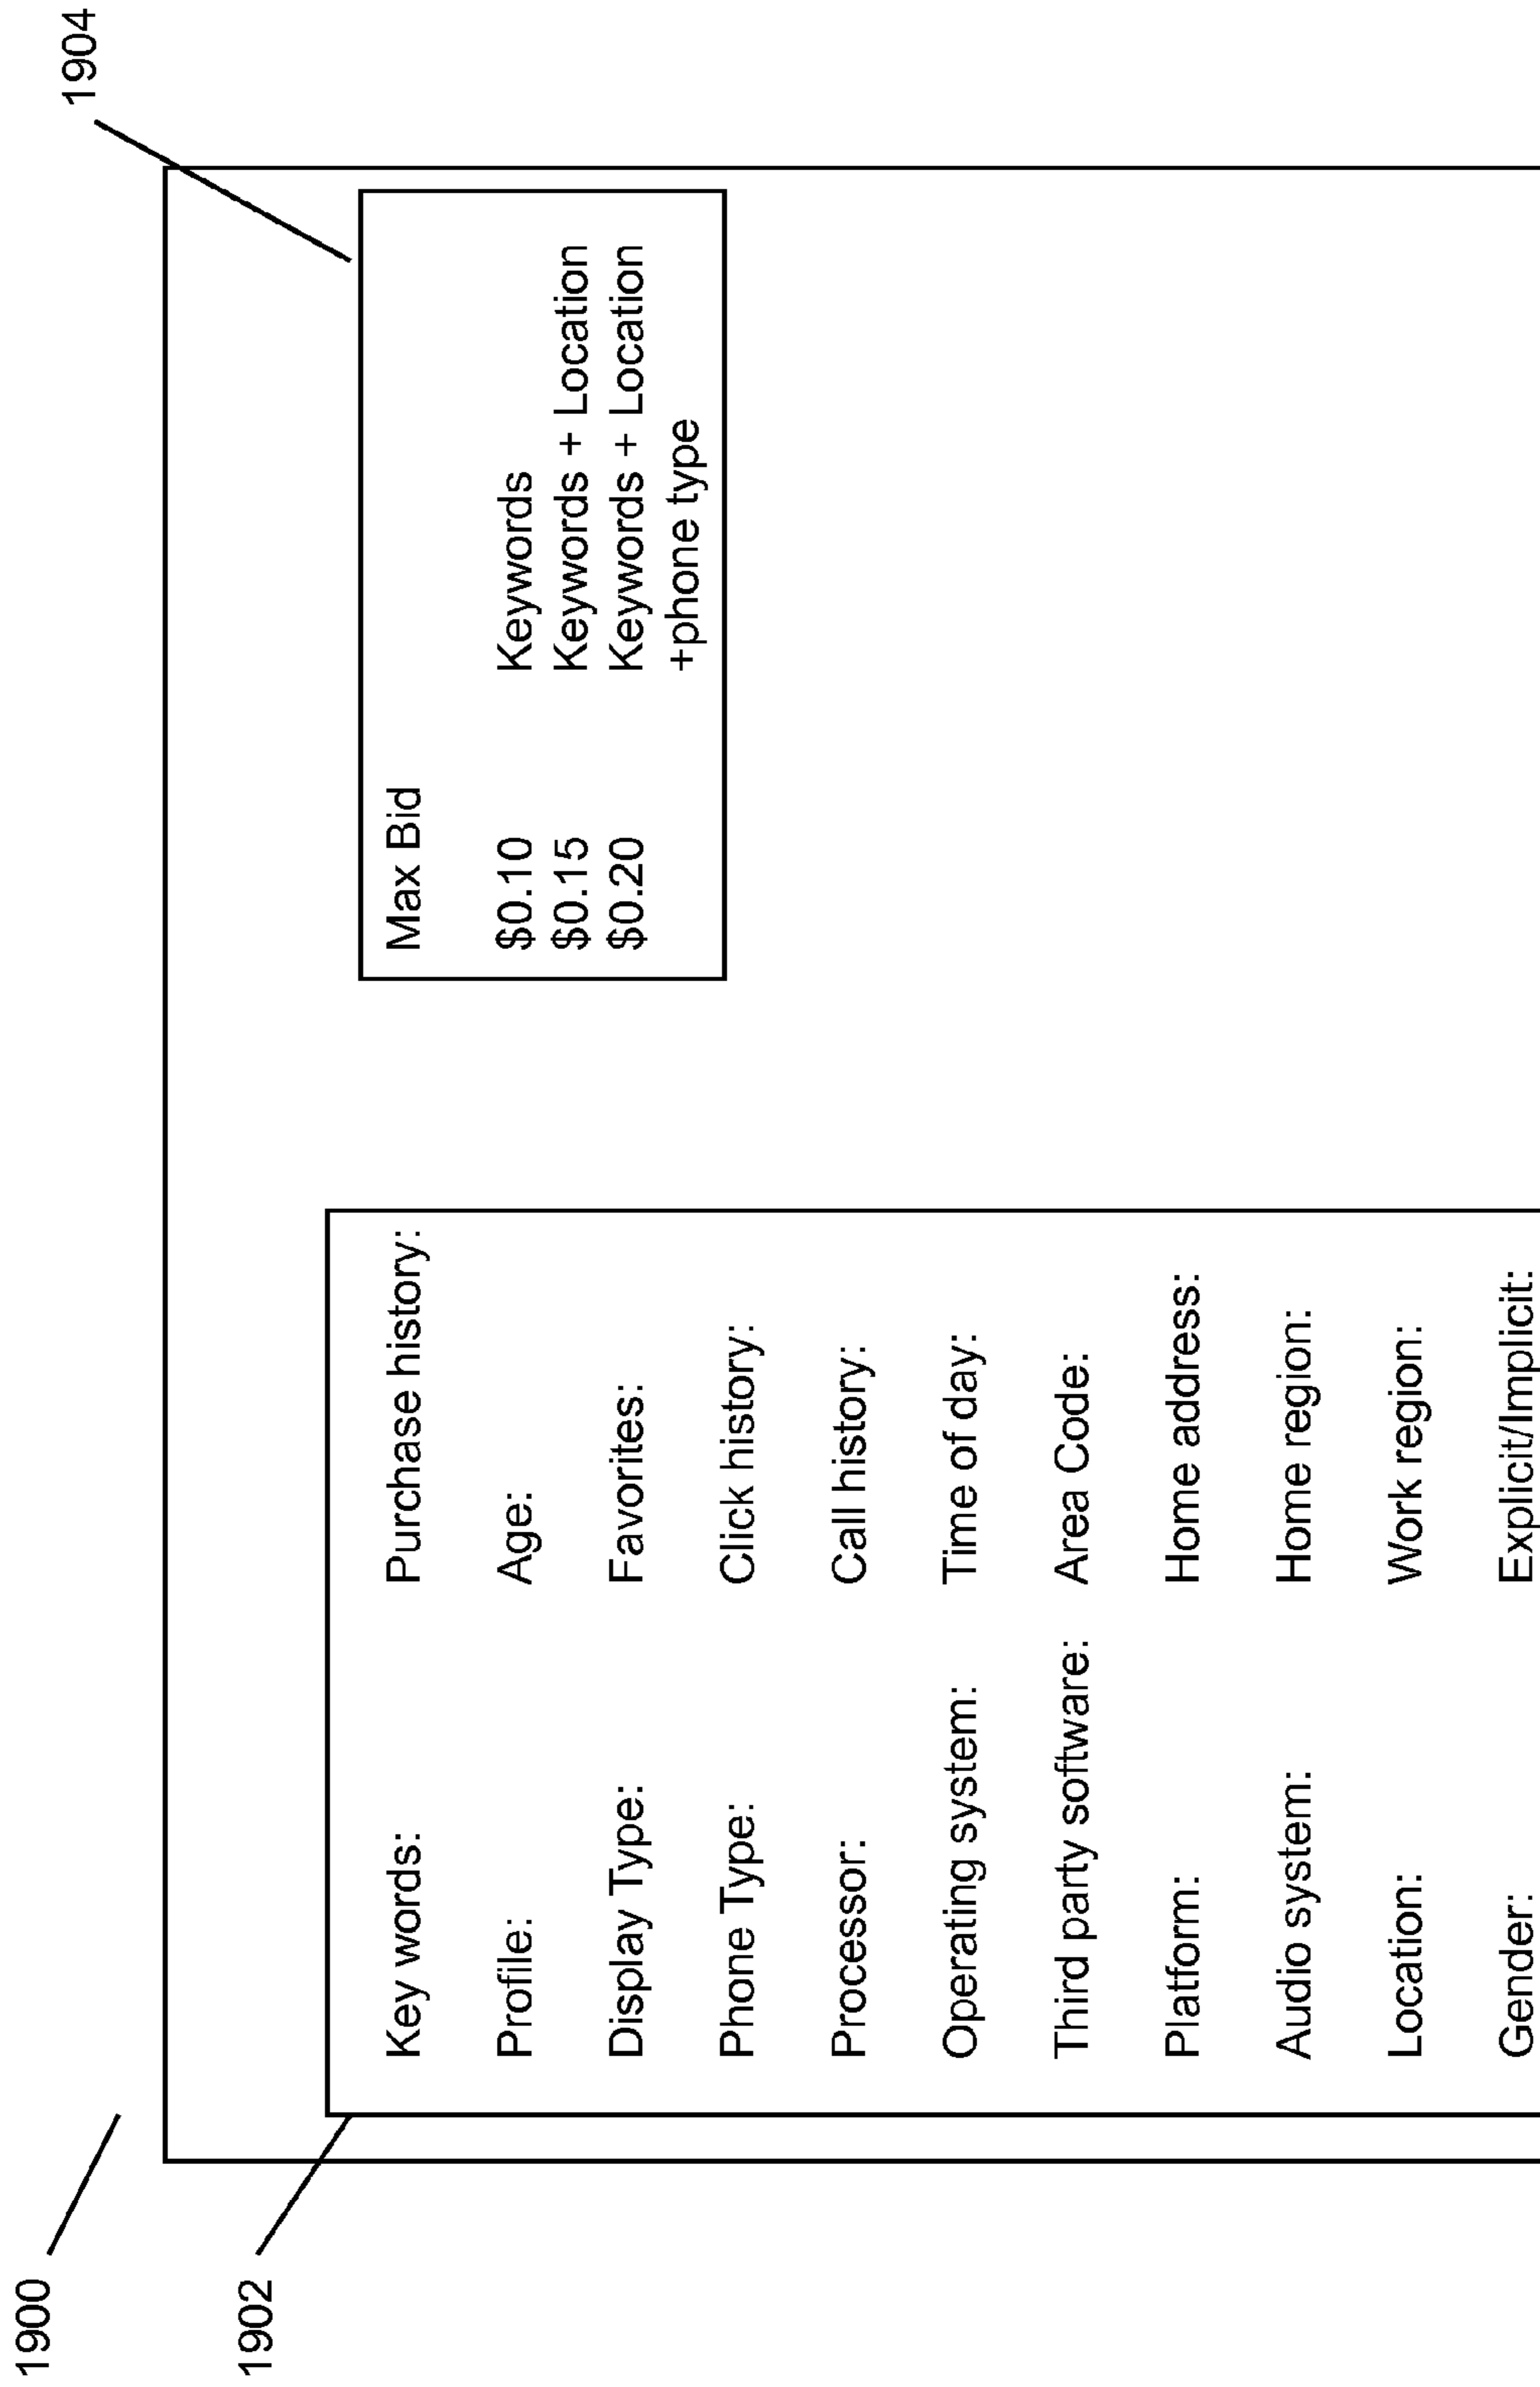 1900
1902
1904
Key words: Purchase history:
Profile: Age:
Display Type: Favorites:
Phone Type: Click history:
Processor: Call history:
Operating system: Time of day:
Third party software: Area Code:
Platform: Home address:
Audio system: Home region:
Location: Work region:
Gender: Explicit/Implicit:
Max Bid
$0.10 Keywords
$0.15 Keywords + Location
$0.20 Keywords + Location
+phone type